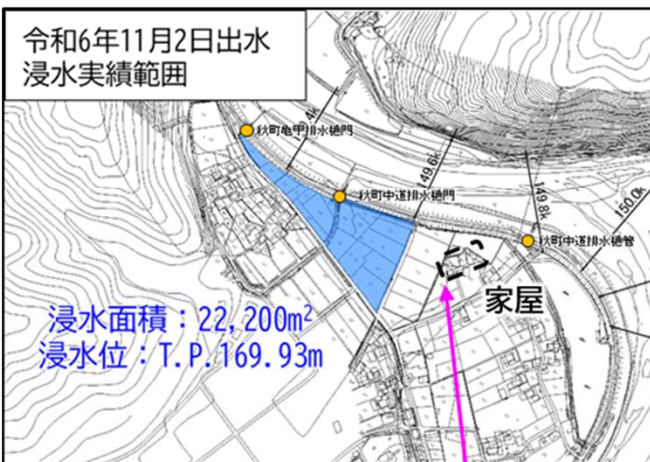 令和6年11月2日出水
浸水実績範囲
秋町亀甲排水樋門
秋町中道排水樋門
149.6k
149.8k
150.0k
秋町中道排水樋管
家屋
浸水面積：22,200m²
浸水位：T.P.169.93m